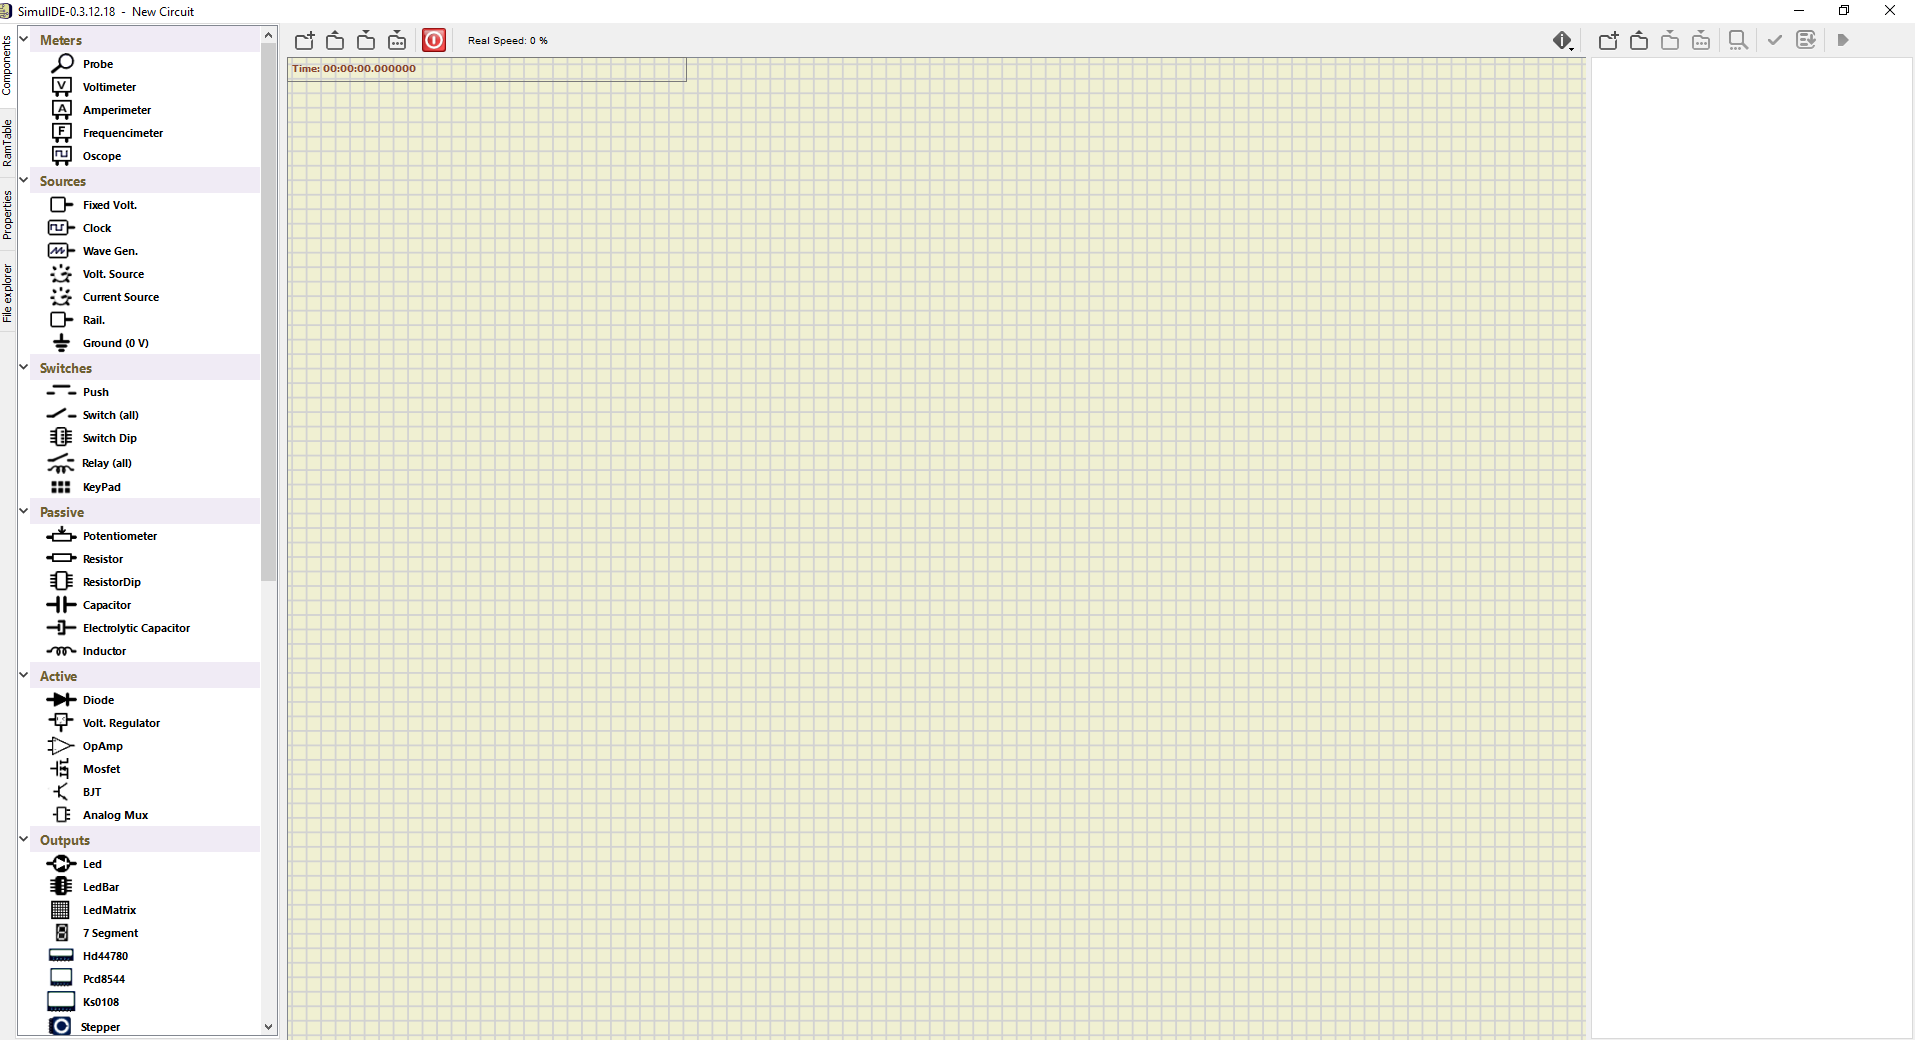 SimulIDE-0.3.12.18 - New Circuit
Components
RamTable
Properties
File explorer
Meters
Probe
Voltimeter
Amperimeter
Frequencimeter
Oscope
Sources
Fixed Volt.
Clock
Wave Gen.
Volt. Source
Current Source
Rail.
Ground (0 V)
Switches
Push
Switch (all)
Switch Dip
Relay (all)
KeyPad
Passive
Potentiometer
Resistor
ResistorDip
Capacitor
Electrolytic Capacitor
Inductor
Active
Diode
Volt. Regulator
OpAmp
Mosfet
BJT
Analog Mux
Outputs
Led
LedBar
LedMatrix
7 Segment
Hd44780
Pcd8544
Ks0108
Stepper
Real Speed: 0 %
Time: 00:00:00.000000